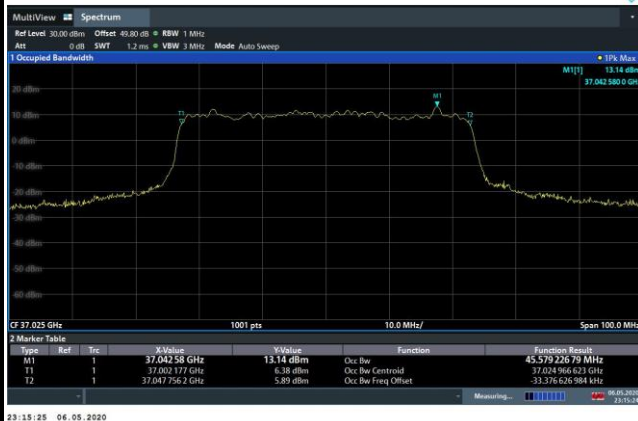 MultiView Spectrum
Ref Level 30.00 dBm Offset 49.80 dB RBW 1 MHz
Att 0 dB SWT 1.2 ms VBW 3 MHz Mode Auto Sweep
1 Occupied Bandwidth 1Pk Max
M1[1] 13.14 dBm
37.042 580 0 GHz
20 dBm
M1
10 dBm
T1
T2
0 dBm
-10 dBm
-20 dBm
-30 dBm
-40 dBm
-50 dBm
-60 dBm
CF 37.025 GHz 1001 pts 10.0 MHz/ Span 100.0 MHz
2 Marker Table
Type Ref Trc X-Value Y-Value Function Function Result
M1 1 37.042 58 GHz 13.14 dBm Occ Bw 45.579 226 79 MHz
T1 1 37.002 177 GHz 6.38 dBm Occ Bw Centroid 37.024 966 623 GHz
T2 1 37.047 756 2 GHz 5.89 dBm Occ Bw Freq Offset -33.376 626 984 kHz
Measuring... 06.05.2020
23:15:24
23:15:25 06.05.2020